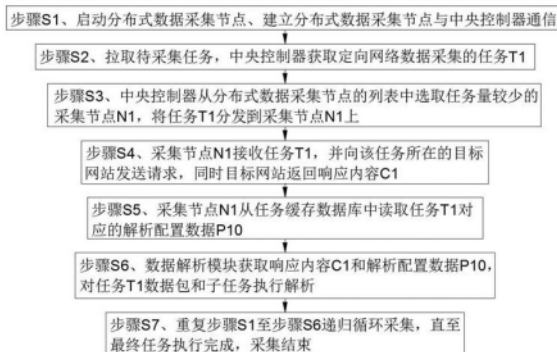 步骤S1、启动分布式数据采集节点、建立分布式数据采集节点与中央控制器通信
步骤S2、拉取待采集任务，中央控制器获取定向网络数据采集的任务T1
步骤S3、中央控制器从分布式数据采集节点的列表中选取任务量较少的
采集节点N1，将任务T1分发到采集节点N1上
步骤S4、采集节点N1接收任务T1，并向该任务所在的目标
网站发送请求，同时目标网站返回响应内容C1
步骤S5、采集节点N1从任务缓存数据库中读取任务T1对
应的解析配置数据P10
步骤S6、数据解析模块获取响应内容C1和解析配置数据P10，
对任务T1数据包和子任务执行解析
步骤S7、重复步骤S1至步骤S6递归循环采集，直至
最终任务执行完成，采集结束